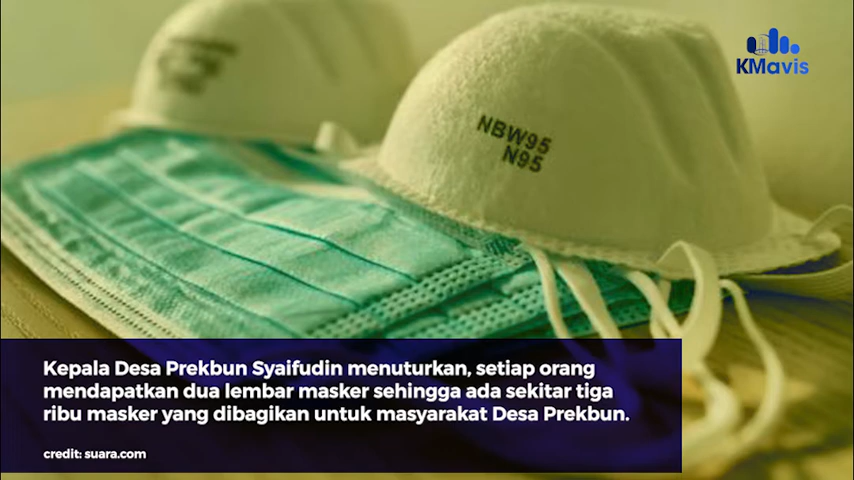 KMavis
NBW95
N95
Kepala Desa Prekbun Syaifudin menuturkan, setiap orang
mendapatkan dua lembar masker sehingga ada sekitar tiga
ribu masker yang dibagikan untuk masyarakat Desa Prekbun.
credit: suara.com